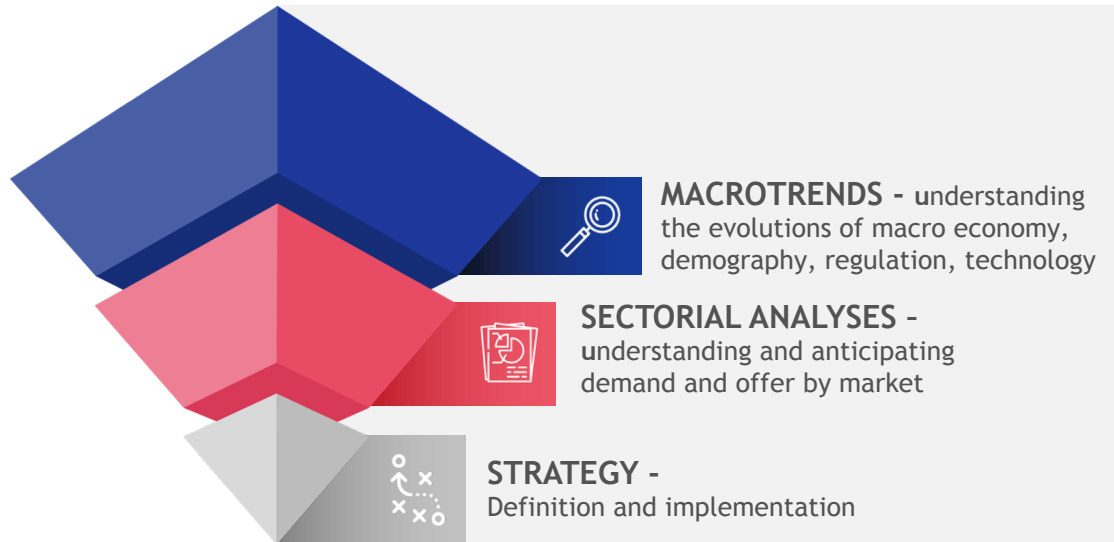 MACROTRENDS - understanding
the evolutions of macro economy,
demography, regulation, technology
SECTORIAL ANALYSES –
understanding and anticipating
demand and offer by market
STRATEGY -
Definition and implementation